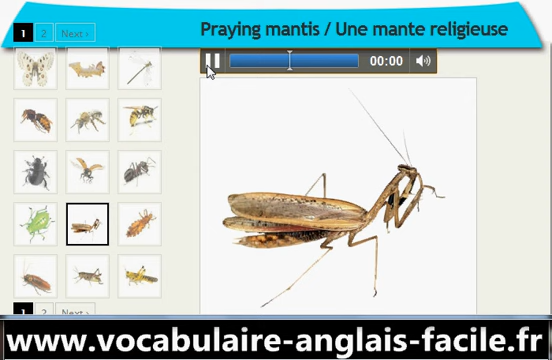 1 2 Next ›
Praying mantis / Une mante religieuse
00:00
1 2 Next ›
www.vocabulaire-anglais-facile.fr